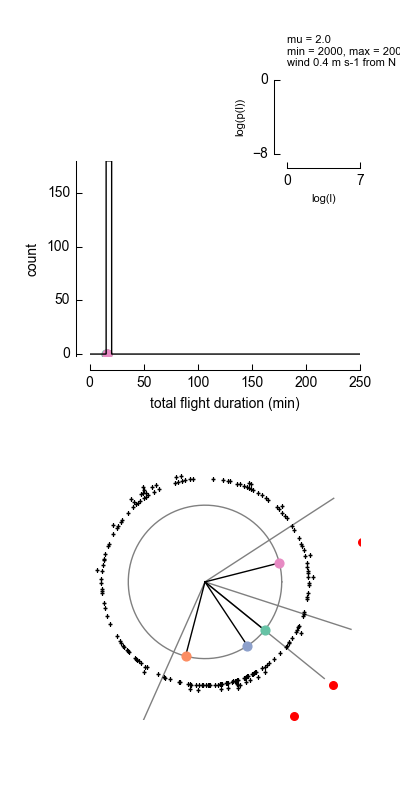 mu = 2.0
min = 2000, max = 200
wind 0.4 m s-1 from N
0
log(p(l))
−8
0
7
log(l)
150
100
50
0
count
0
50
100
150
200
250
total flight duration (min)